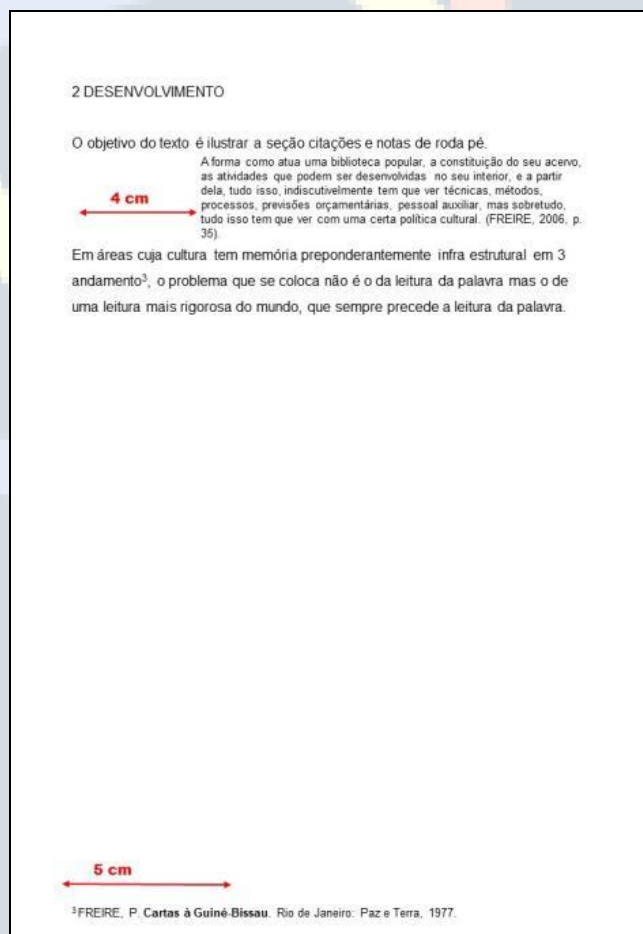 2 DESENVOLVIMENTO
O objetivo do texto é ilustrar a seção citações e notas de roda pé.
A forma como atua uma biblioteca popular, a constituição do seu acervo,
as atividades que podem ser desenvolvidas no seu interior, e a partir
dela, tudo isso, indiscutivelmente tem que ver técnicas, métodos,
processos, previsões orçamentárias, pessoal auxiliar, mas sobretudo,
tudo isso tem que ver com uma certa política cultural. (FREIRE, 2006, p.
35).
4 cm
Em áreas cuja cultura tem memória preponderantemente infra estrutural em 3
andamento³, o problema que se coloca não é o da leitura da palavra mas o de
uma leitura mais rigorosa do mundo, que sempre precede a leitura da palavra.
5 cm
³FREIRE, P. Cartas à Guiné-Bissau. Rio de Janeiro: Paz e Terra, 1977.